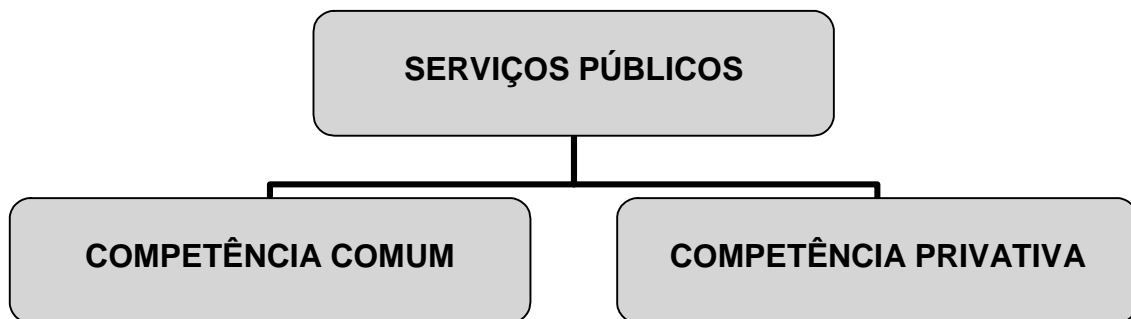 SERVIÇOS PÚBLICOS
COMPETÊNCIA COMUM
COMPETÊNCIA PRIVATIVA